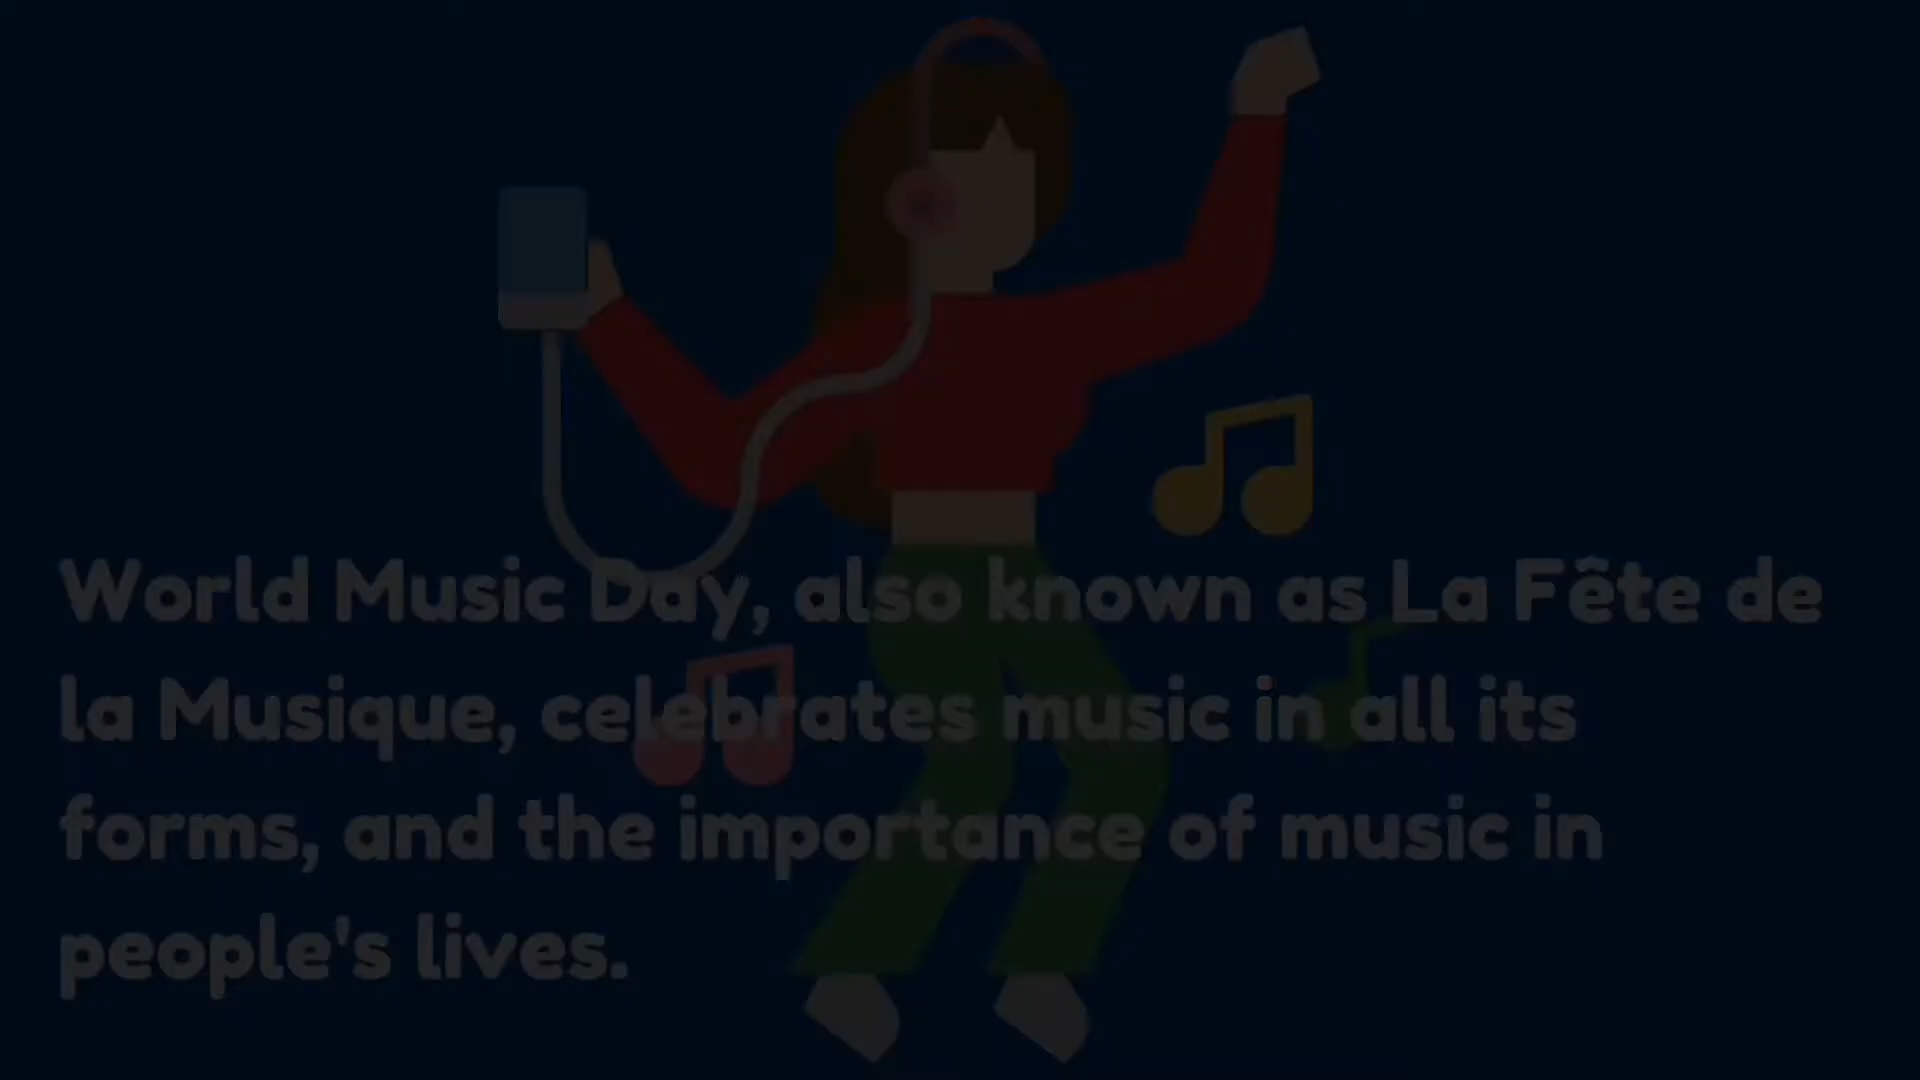 World Music Day, also known as La Fête de
la Musique, celebrates music in all its
forms, and the importance of music in
people's lives.